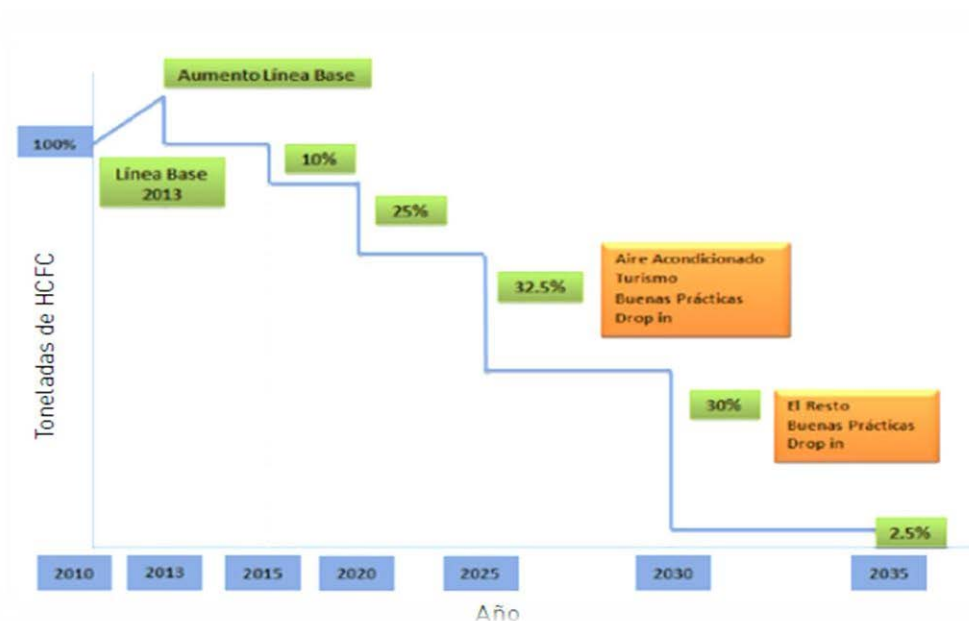 Aumento Línea Base
100%
Línea Base
2013
10%
25%
32.5%
Aire Acondicionado
Turismo
Buenas Prácticas
Drop in
30%
El Resto
Buenas Prácticas
Drop in
2.5%
Toneladas de HCFC
2010
2013
2015
2020
2025
2030
2035
Año